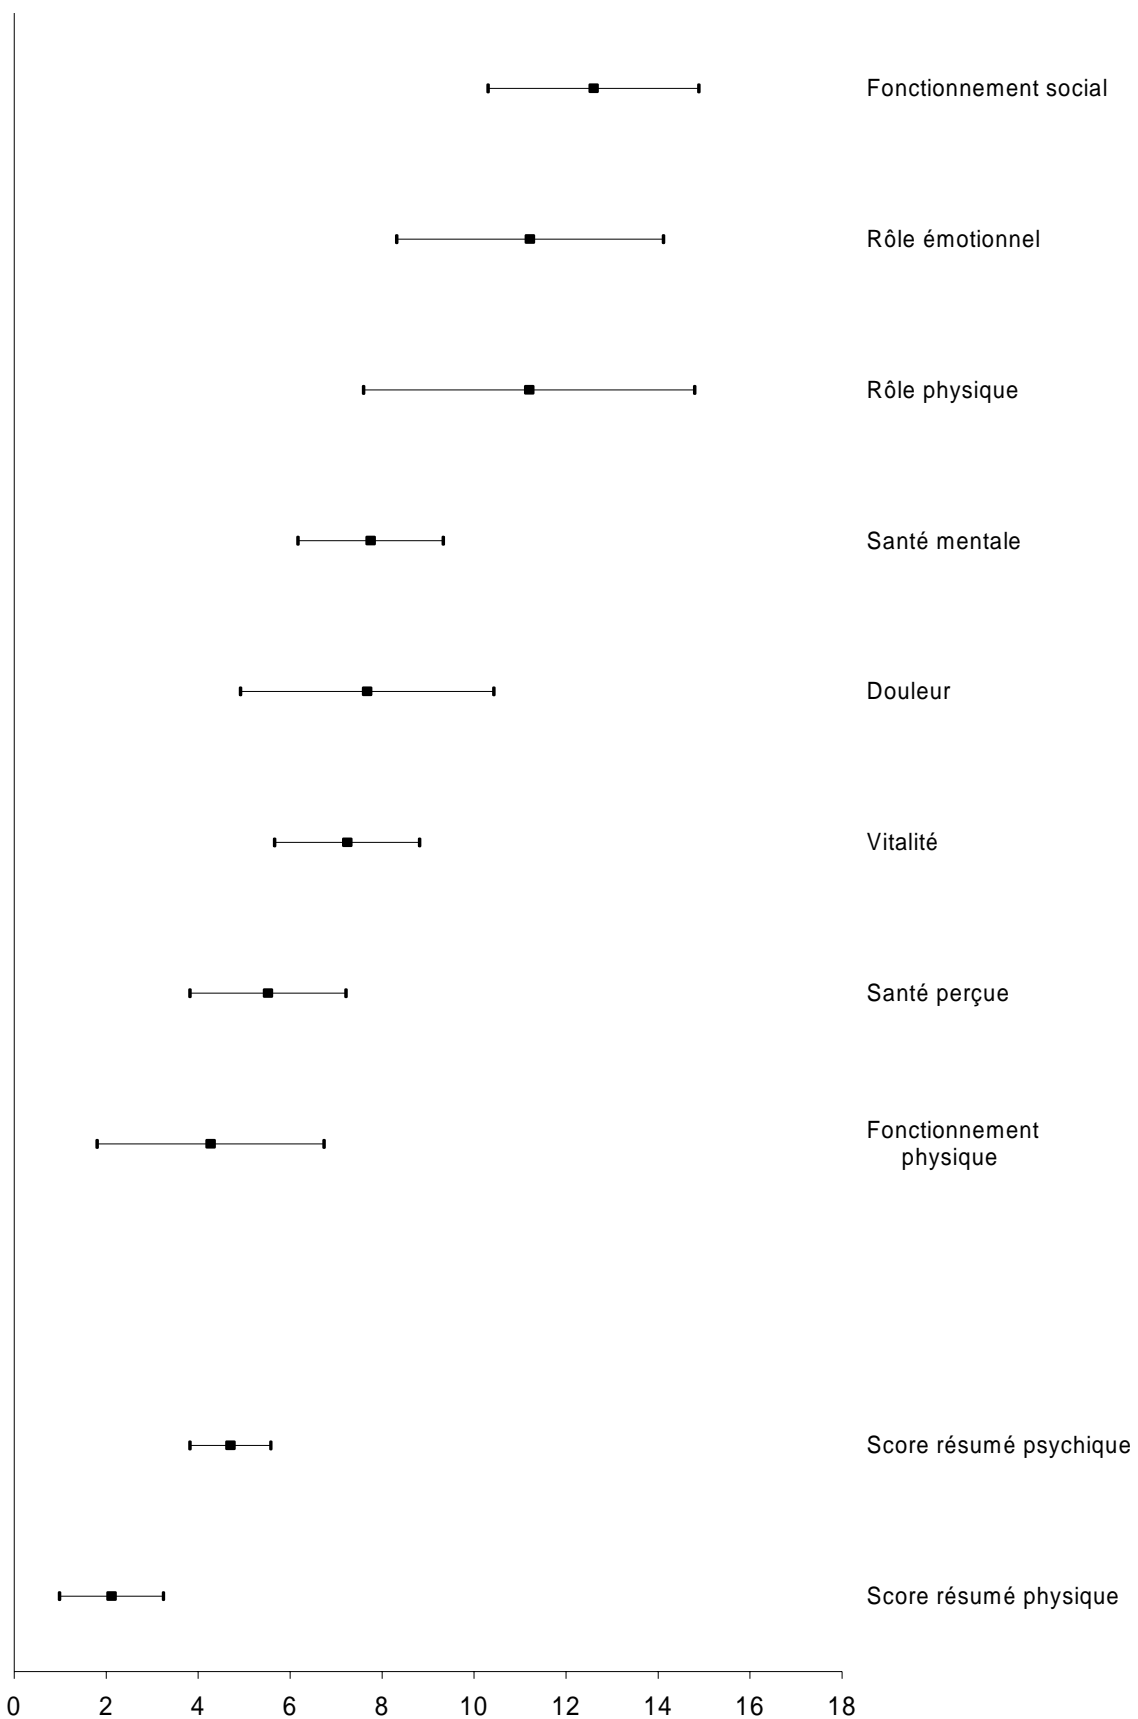 Fonctionnement social
Rôle émotionnel
Rôle physique
Santé mentale
Douleur
Vitalité
Santé perçue
Fonctionnement
physique
Score résumé psychique
Score résumé physique
0 2 4 6 8 10 12 14 16 18